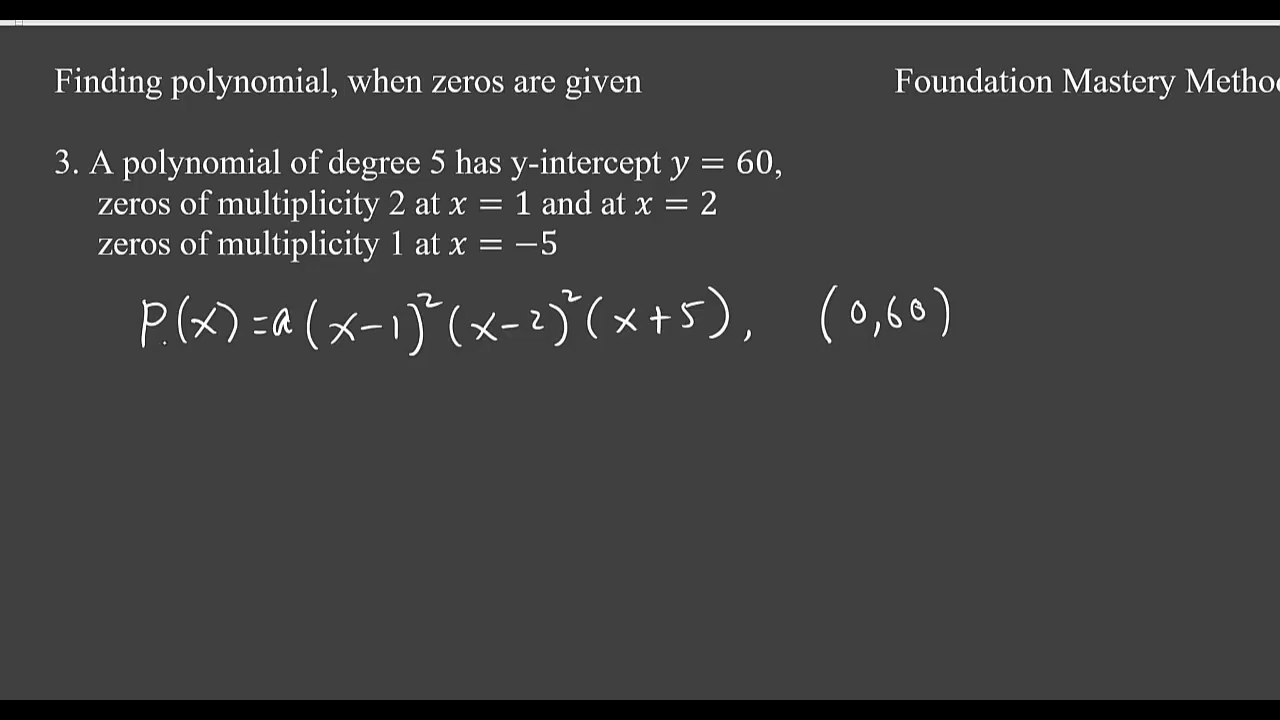 Finding polynomial, when zeros are given Foundation Mastery Metho
3. A polynomial of degree 5 has y-intercept y = 60,
zeros of multiplicity 2 at x = 1 and at x = 2
zeros of multiplicity 1 at x = −5
P(x) = a(x−1)²(x−2)²(x+5), (0,60)